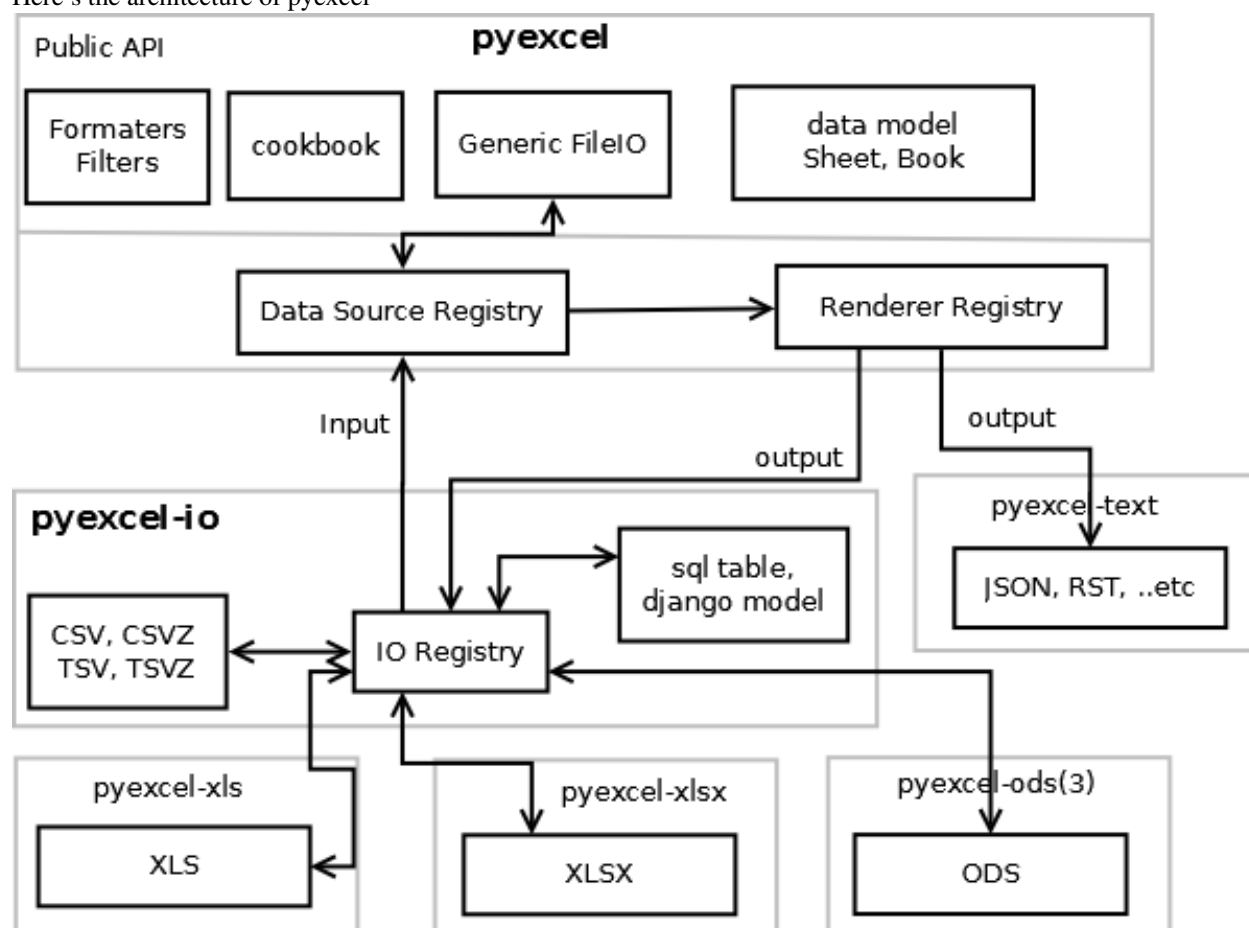 Here's the architecture of pyexcel
pyexcel
Public API
Formaters
Filters
cookbook
Generic FileIO
data model
Sheet, Book
Data Source Registry
Renderer Registry
Input
output
output
pyexcel-io
pyexcel-text
sql table,
django model
JSON, RST, ..etc
CSV, CSVZ
TSV, TSVZ
IO Registry
pyexcel-xls
pyexcel-xlsx
pyexcel-ods(3)
XLS
XLSX
ODS